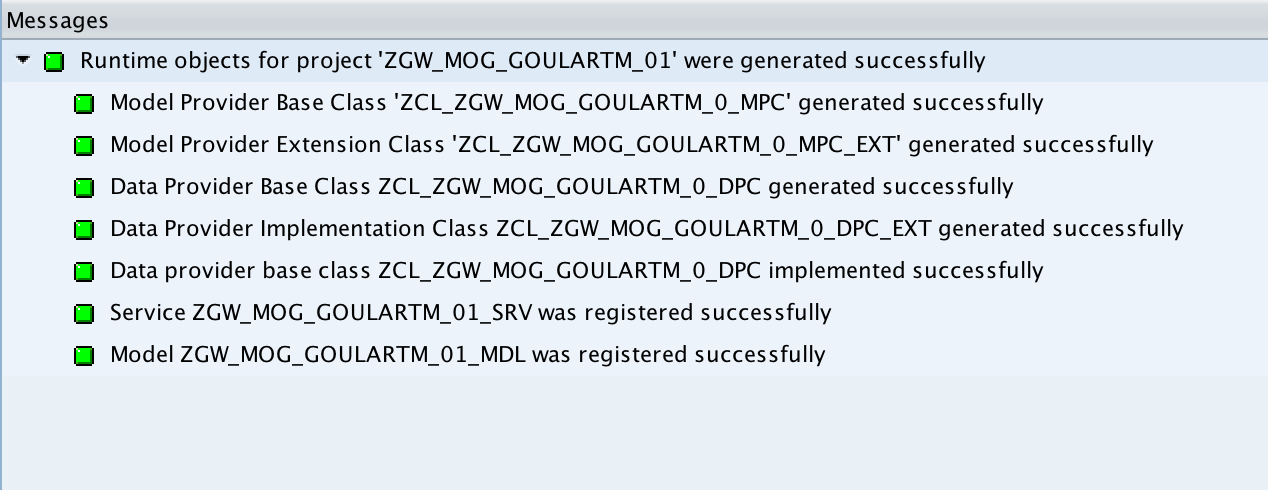 Messages
Runtime objects for project 'ZGW_MOG_GOULARTM_01' were generated successfully
Model Provider Base Class 'ZCL_ZGW_MOG_GOULARTM_0_MPC' generated successfully
Model Provider Extension Class 'ZCL_ZGW_MOG_GOULARTM_0_MPC_EXT' generated successfully
Data Provider Base Class ZCL_ZGW_MOG_GOULARTM_0_DPC generated successfully
Data Provider Implementation Class ZCL_ZGW_MOG_GOULARTM_0_DPC_EXT generated successfully
Data provider base class ZCL_ZGW_MOG_GOULARTM_0_DPC implemented successfully
Service ZGW_MOG_GOULARTM_01_SRV was registered successfully
Model ZGW_MOG_GOULARTM_01_MDL was registered successfully